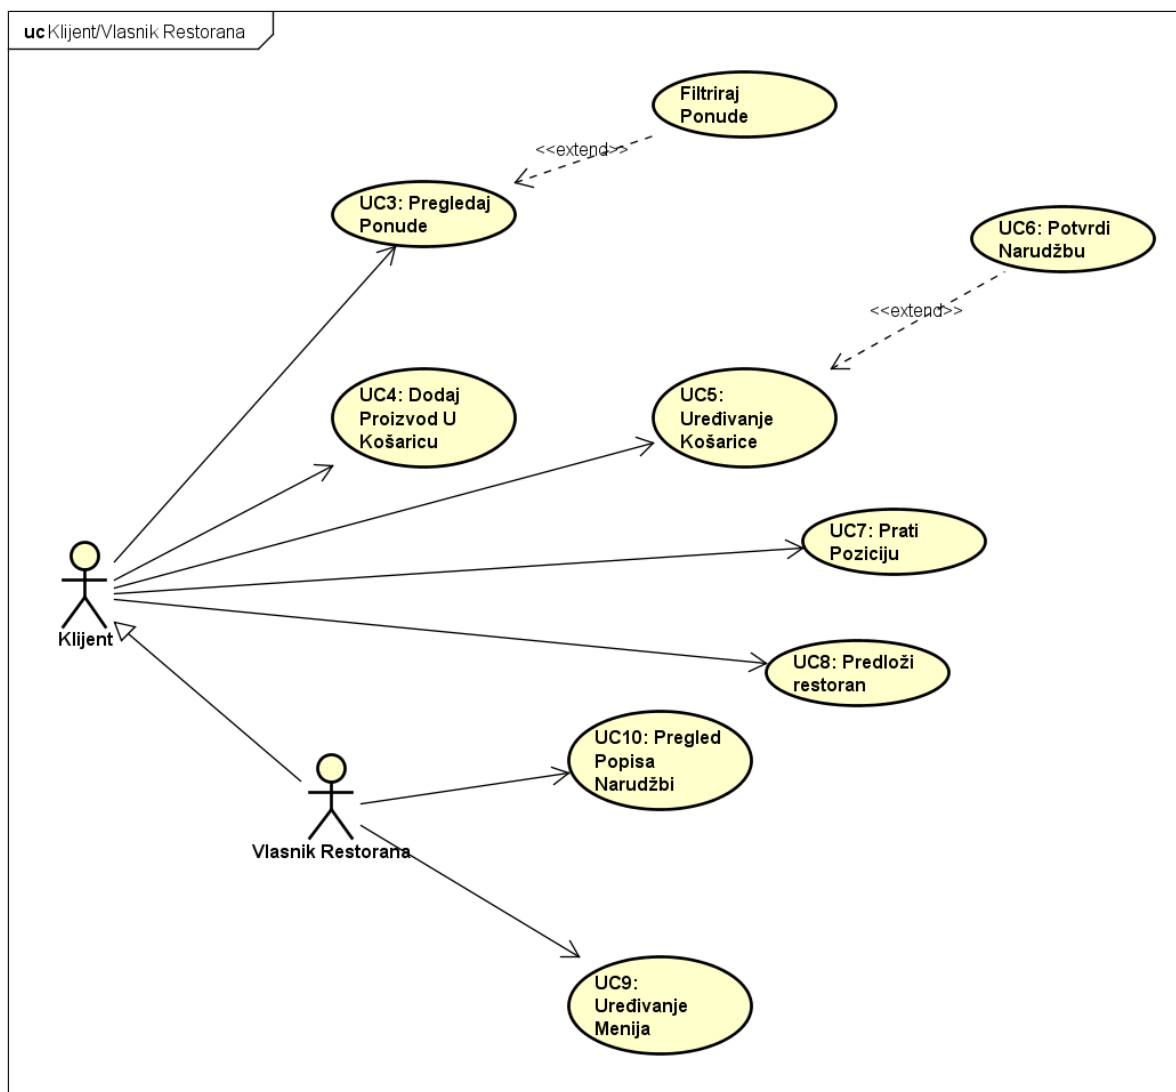 uc Klijent/Vlasnik Restorana
Filtriraj
Ponude
<<extend>>
UC3: Pregledaj
Ponude
UC6: Potvrdi
Narudžbu
<<extend>>
UC4: Dodaj
Proizvod U
Košaricu
UC5:
Uređivanje
Košarice
UC7: Prati
Poziciju
Klijent
UC8: Predloži
restoran
UC10: Pregled
Popisa
Narudžbi
Vlasnik Restorana
UC9:
Uređivanje
Menija